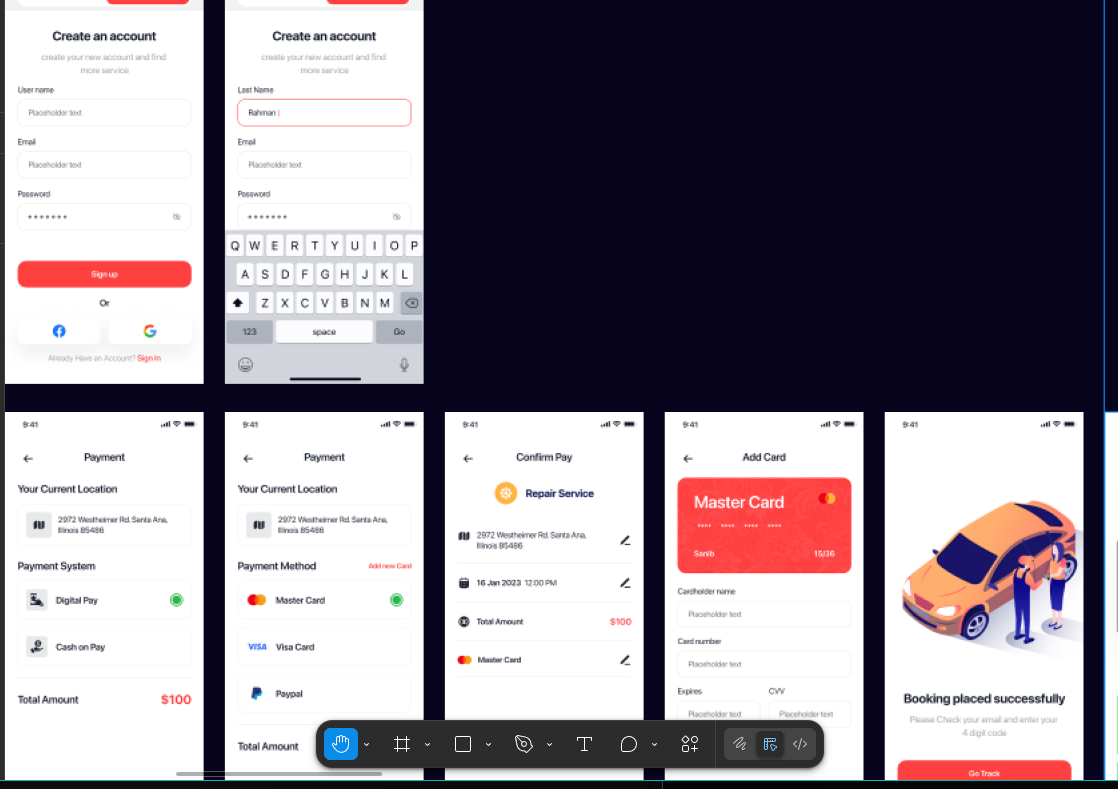 Create an account
create your new account and find
more service
User name
Placeholder text
Email
Placeholder text
Password
Sign up
Or
Already Have an Account? Sign In
Create an account
create your new account and find
more service
Last Name
Rahman
Email
Placeholder text
Password
Q W E R T Y U I O P
A S D F G H J K L
Z X C V B N M
123 space Go
9:41
Payment
Your Current Location
2972 Westheimer Rd. Santa Ana,
Illinois 85486
Payment System
Digital Pay
Cash on Pay
Total Amount $100
9:41
Payment
Your Current Location
2972 Westheimer Rd. Santa Ana,
Illinois 85486
Payment Method Add new Card
Master Card
VISA Visa Card
Paypal
Total Amount
9:41
Confirm Pay
Repair Service
2972 Westheimer Rd. Santa Ana,
Illinois 85486
16 Jan 2023 12:00 PM
Total Amount $100
Master Card
9:41
Add Card
Master Card
Sanib 15/36
Cardholder name
Placeholder text
Card number
Placeholder text
Expires CVV
Placeholder text Placeholder text
9:41
Booking placed successfully
Please Check your email and enter your
4 digit code
Go Track